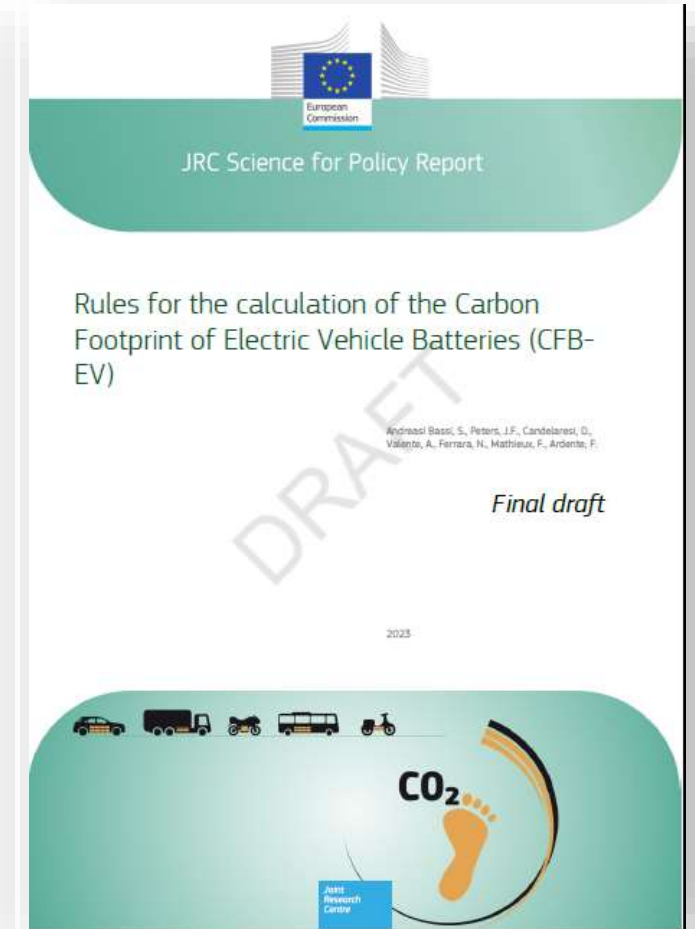 European
Commission
JRC Science for Policy Report
Rules for the calculation of the Carbon
Footprint of Electric Vehicle Batteries (CFB-
EV)
Andreasi Bassi, S., Peters, J.F., Candelaresi, D.,
Valente, A., Ferrara, N., Mathieux, F., Ardente, F.
DRAFT
Final draft
2023
CO₂
Joint
Research
Centre